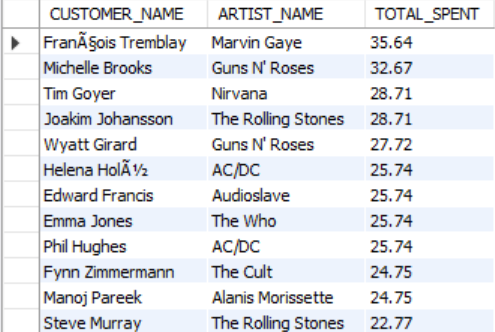 CUSTOMER_NAME ARTIST_NAME TOTAL_SPENT
FranÃ§ois Tremblay Marvin Gaye 35.64
Michelle Brooks Guns N' Roses 32.67
Tim Goyer Nirvana 28.71
Joakim Johansson The Rolling Stones 28.71
Wyatt Girard Guns N' Roses 27.72
Helena HolÃ½ AC/DC 25.74
Edward Francis Audioslave 25.74
Emma Jones The Who 25.74
Phil Hughes AC/DC 25.74
Fynn Zimmermann The Cult 24.75
Manoj Pareek Alanis Morissette 24.75
Steve Murray The Rolling Stones 22.77